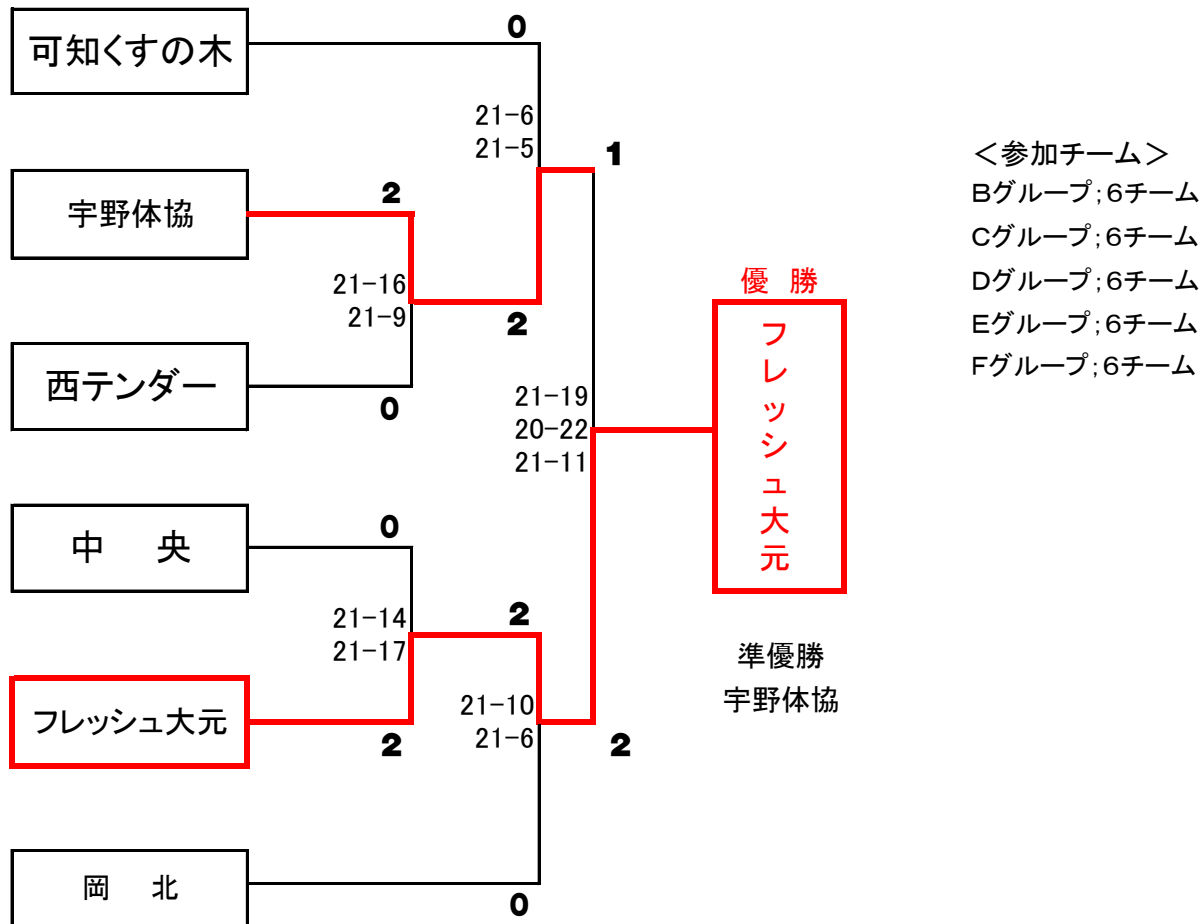 可知くすの木
0
21-6
21-5
1
宇野体協
2
21-16
21-9
2
西テンダー
0
21-19
20-22
21-11
中 央
0
21-14
21-17
2
フレッシュ大元
2
21-10
21-6
2
岡 北
0
優 勝
フレッシュ大元
準優勝
宇野体協
＜参加チーム＞
Bグループ；6チーム
Cグループ；6チーム
Dグループ；6チーム
Eグループ；6チーム
Fグループ；6チーム